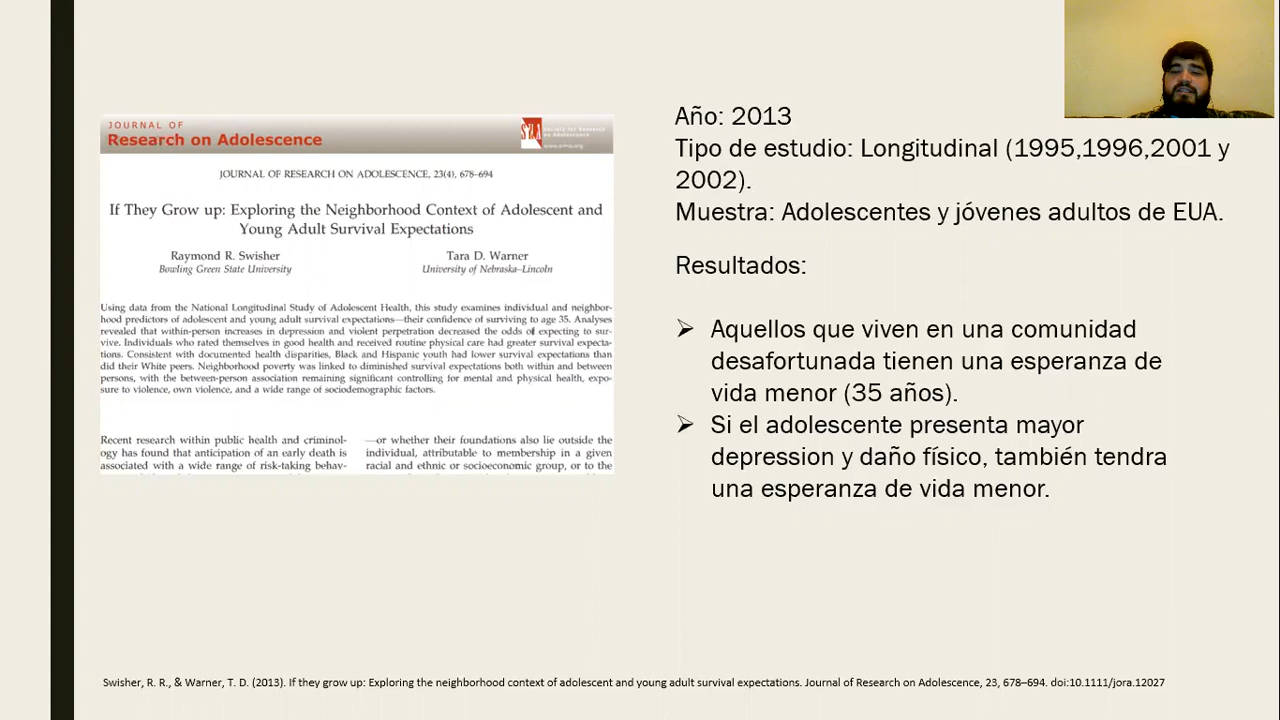 JOURNAL OF
Research on Adolescence
JOURNAL OF RESEARCH ON ADOLESCENCE, 23(4), 678–694
If They Grow up: Exploring the Neighborhood Context of Adolescent and
Young Adult Survival Expectations
Raymond R. Swisher
Bowling Green State University
Tara D. Warner
University of Nebraska–Lincoln
Using data from the National Longitudinal Study of Adolescent Health, this study examines individual and neighbor-
hood predictors of adolescent and young adult survival expectations—their confidence of surviving to age 35. Analyses
revealed that within-person increases in depression and violent perpetration decreased the odds of expecting to sur-
vive. Individuals who rated themselves in good health and received routine physical care had greater survival expecta-
tions. Consistent with documented health disparities, Black and Hispanic youth had lower survival expectations than
did their White peers. Neighborhood poverty was linked to diminished survival expectations both within and between
persons, with the between-person association remaining significant controlling for mental and physical health, expo-
sure to violence, own violence, and a wide range of sociodemographic factors.
Recent research within public health and criminol-
ogy has found that anticipation of an early death is
associated with a wide range of risk-taking behav-
—or whether their foundations also lie outside the
individual, attributable to membership in a given
racial and ethnic or socioeconomic group, or to the
Año: 2013
Tipo de estudio: Longitudinal (1995,1996,2001 y
2002).
Muestra: Adolescentes y jóvenes adultos de EUA.
Resultados:
Aquellos que viven en una comunidad
desafortunada tienen una esperanza de
vida menor (35 años).
Si el adolescente presenta mayor
depression y daño físico, también tendra
una esperanza de vida menor.
Swisher, R. R., & Warner, T. D. (2013). If they grow up: Exploring the neighborhood context of adolescent and young adult survival expectations. Journal of Research on Adolescence, 23, 678–694. doi:10.1111/jora.12027